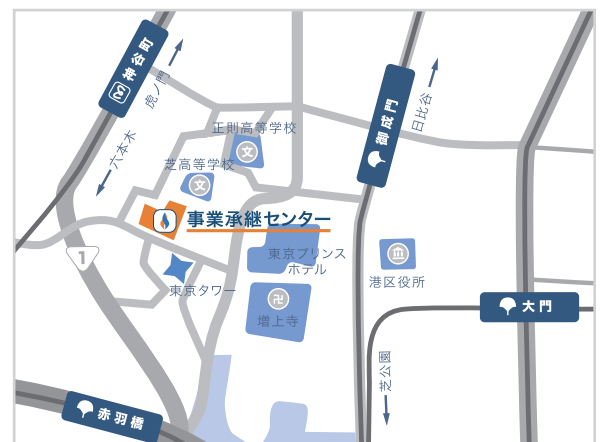 神谷町
虎ノ門
六本木
御成門
日比谷
正則高等学校
文
芝高等学校
文
事業承継センター
東京プリンス
ホテル
港区役所
1
東京タワー
卍
増上寺
大門
芝公園
赤羽橋